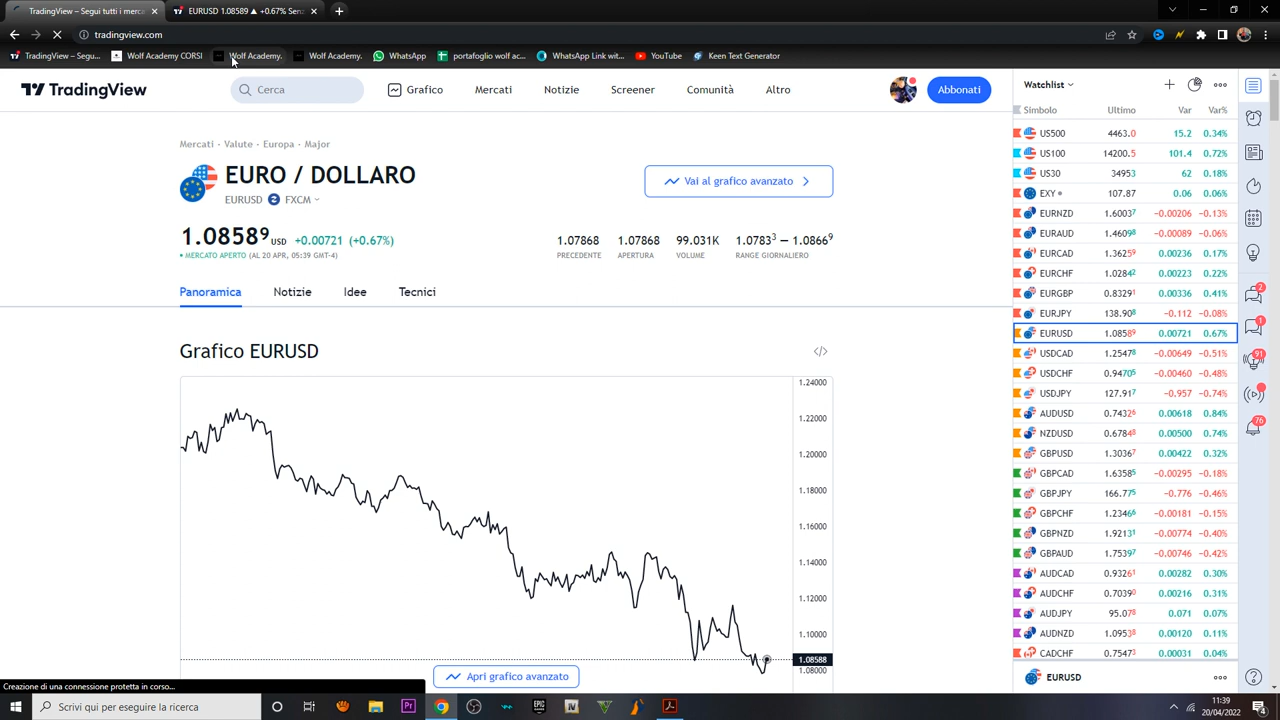 TradingView — Segui tutti i merca
EURUSD 1.08589 ▲ +0.67% Senz
tradingview.com
TradingView – Segu...
Wolf Academy CORSI
Wolf Academy.
Wolf Academy.
WhatsApp
portafoglio wolf ac...
WhatsApp Link wit...
YouTube
Keen Text Generator
TradingView
Cerca
Grafico
Mercati
Notizie
Screener
Comunità
Altro
Abbonati
Mercati · Valute · Europa · Major
EURO / DOLLARO
EURUSD FXCM
Vai al grafico avanzato
1.08589 USD +0.00721 (+0.67%)
MERCATO APERTO (AL 20 APR, 05:39 GMT-4)
1.07868 1.07868 99.031K 1.07833 — 1.08669
PRECEDENTE APERTURA VOLUME RANGE GIORNALIERO
Panoramica Notizie Idee Tecnici
Grafico EURUSD
1.24000
1.22000
1.20000
1.18000
1.16000
1.14000
1.12000
1.10000
1.08588
1.08000
Apri grafico avanzato
Creazione di una connessione protetta in corso...
Watchlist
Simbolo Ultimo Var Var%
US500 4463.0 15.2 0.34%
US100 14200.5 101.4 0.72%
US30 34953 62 0.18%
EXY 107.87 0.06 0.06%
EURNZD 1.60037 −0.00206 −0.13%
EURAUD 1.46098 −0.00089 −0.06%
EURCAD 1.36259 0.00236 0.17%
EURCHF 1.02842 0.00223 0.22%
EURGBP 0.83291 0.00336 0.41%
EURJPY 138.908 −0.112 −0.08%
EURUSD 1.08589 0.00721 0.67%
USDCAD 1.25478 −0.00649 −0.51%
USDCHF 0.94705 −0.00460 −0.48%
USDJPY 127.917 −0.957 −0.74%
AUDUSD 0.74326 0.00618 0.84%
NZDUSD 0.67848 0.00500 0.74%
GBPUSD 1.30367 0.00422 0.32%
GBPCAD 1.63585 −0.00295 −0.18%
GBPJPY 166.775 −0.776 −0.46%
GBPCHF 1.23466 −0.00181 −0.15%
GBPNZD 1.92131 −0.00774 −0.40%
GBPAUD 1.75397 −0.00746 −0.42%
AUDCAD 0.93261 0.00282 0.30%
AUDCHF 0.70390 0.00216 0.31%
AUDJPY 95.078 0.071 0.07%
AUDNZD 1.09538 0.00120 0.11%
CADCHF 0.75473 0.00031 0.04%
EURUSD
2
1
91
76
Scrivi qui per eseguire la ricerca
Pr
EPIC
IV
11:39
20/04/2022